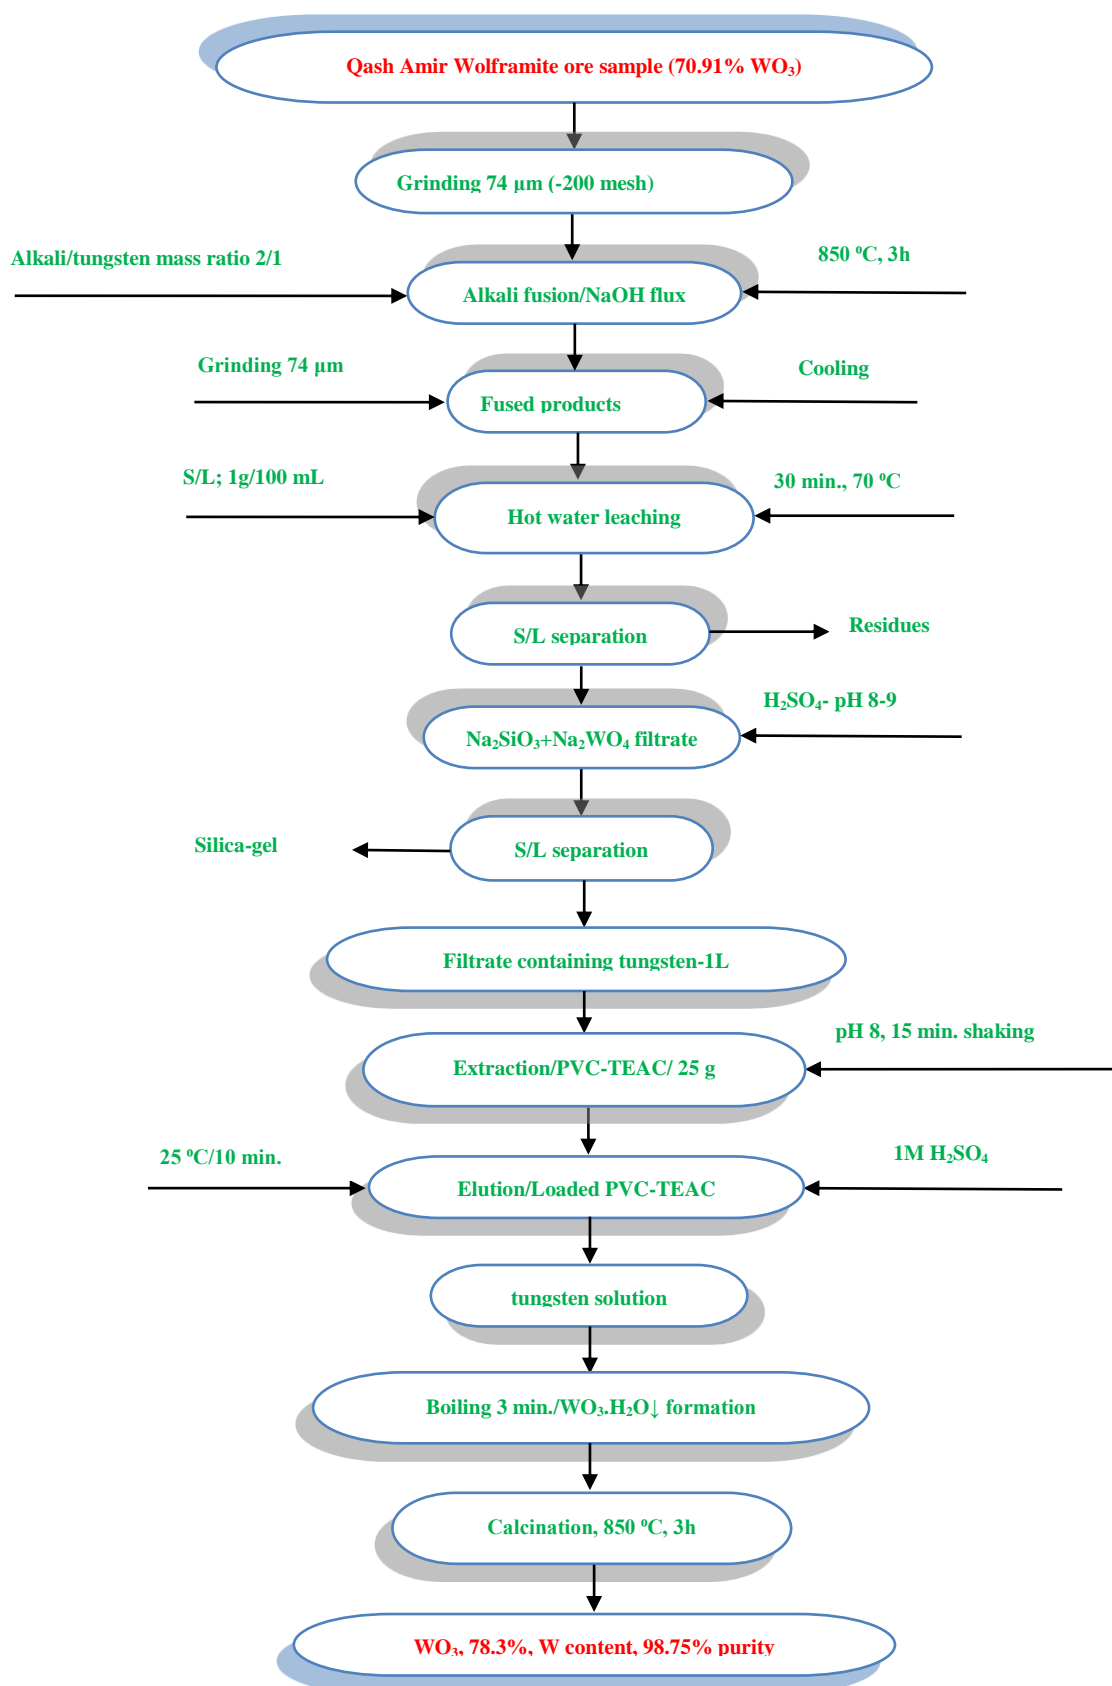 Qash Amir Wolframite ore sample (70.91% WO₃)
Grinding 74 µm (-200 mesh)
Alkali/tungsten mass ratio 2/1
850 ⁰C, 3h
Alkali fusion/NaOH flux
Grinding 74 µm
Cooling
Fused products
S/L; 1g/100 mL
30 min., 70 ⁰C
Hot water leaching
S/L separation
Residues
H₂SO₄- pH 8-9
Na₂SiO₃+Na₂WO₄ filtrate
Silica-gel
S/L separation
Filtrate containing tungsten-1L
pH 8, 15 min. shaking
Extraction/PVC-TEAC/ 25 g
25 ⁰C/10 min.
1M H₂SO₄
Elution/Loaded PVC-TEAC
tungsten solution
Boiling 3 min./WO₃.H₂O↓ formation
Calcination, 850 ⁰C, 3h
WO₃, 78.3%, W content, 98.75% purity